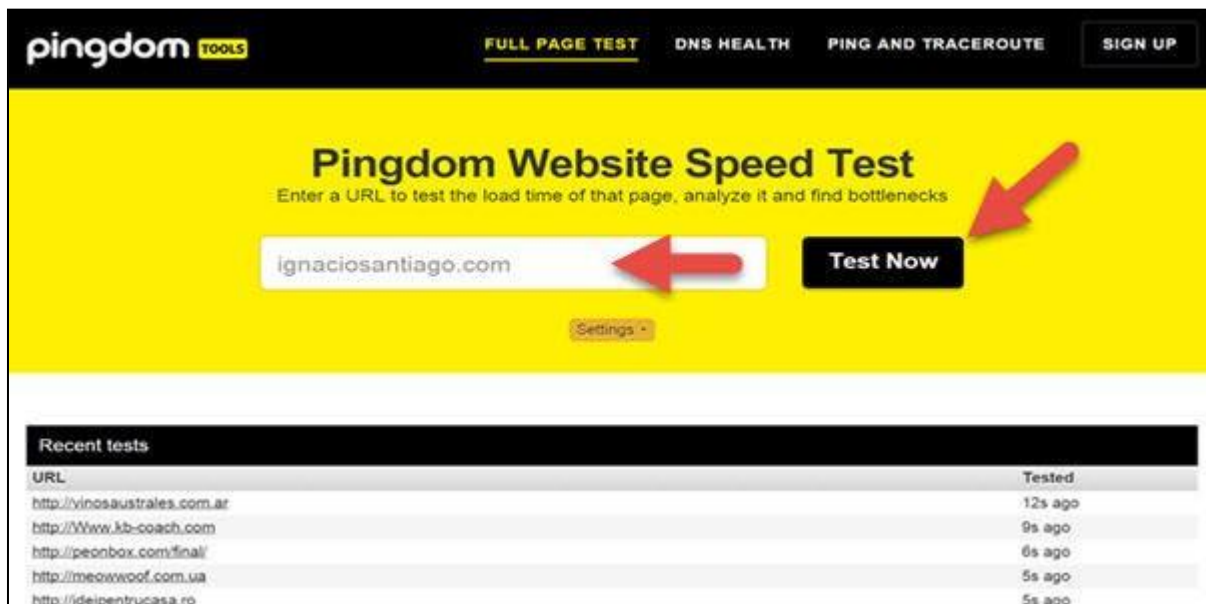 pingdom TOOLS
FULL PAGE TEST DNS HEALTH PING AND TRACEROUTE SIGN UP
Pingdom Website Speed Test
Enter a URL to test the load time of that page, analyze it and find bottlenecks
ignaciosantiago.com Test Now
Settings
Recent tests
URL Tested
http://vinosaustrales.com.ar 12s ago
http://Www.kb-coach.com 9s ago
http://peonbox.com/final/ 6s ago
http://meowwoof.com.ua 5s ago
http://ideipentrucasa.ro 5s ago